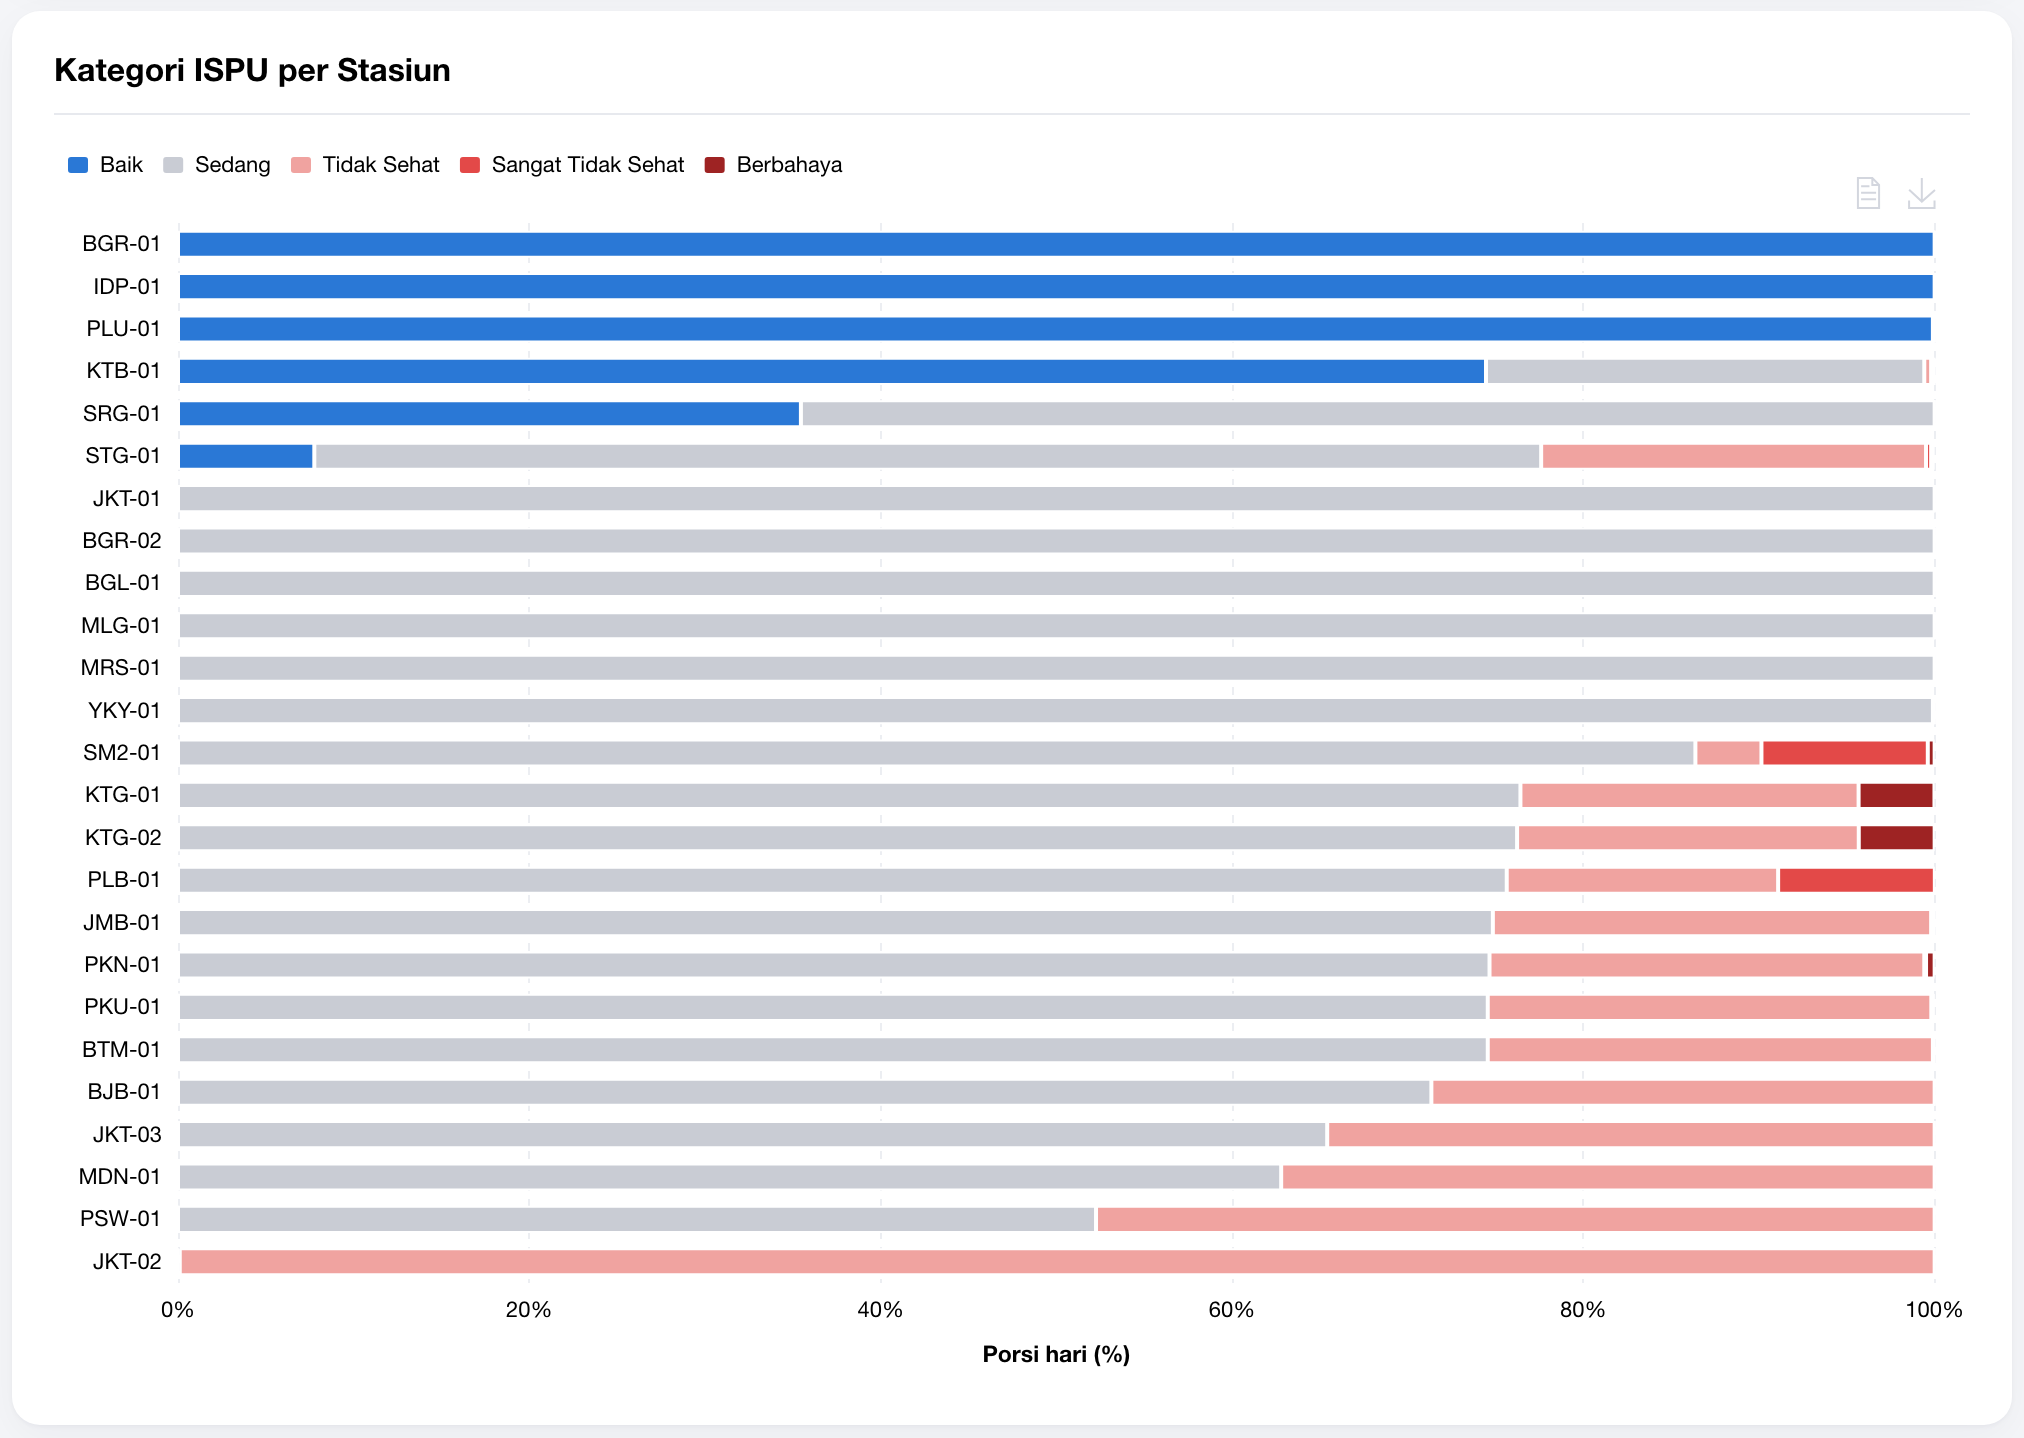 Kategori ISPU per Stasiun
Baik Sedang Tidak Sehat Sangat Tidak Sehat Berbahaya
BGR-01
IDP-01
PLU-01
KTB-01
SRG-01
STG-01
JKT-01
BGR-02
BGL-01
MLG-01
MRS-01
YKY-01
SM2-01
KTG-01
KTG-02
PLB-01
JMB-01
PKN-01
PKU-01
BTM-01
BJB-01
JKT-03
MDN-01
PSW-01
JKT-02
0% 20% 40% 60% 80% 100%
Porsi hari (%)